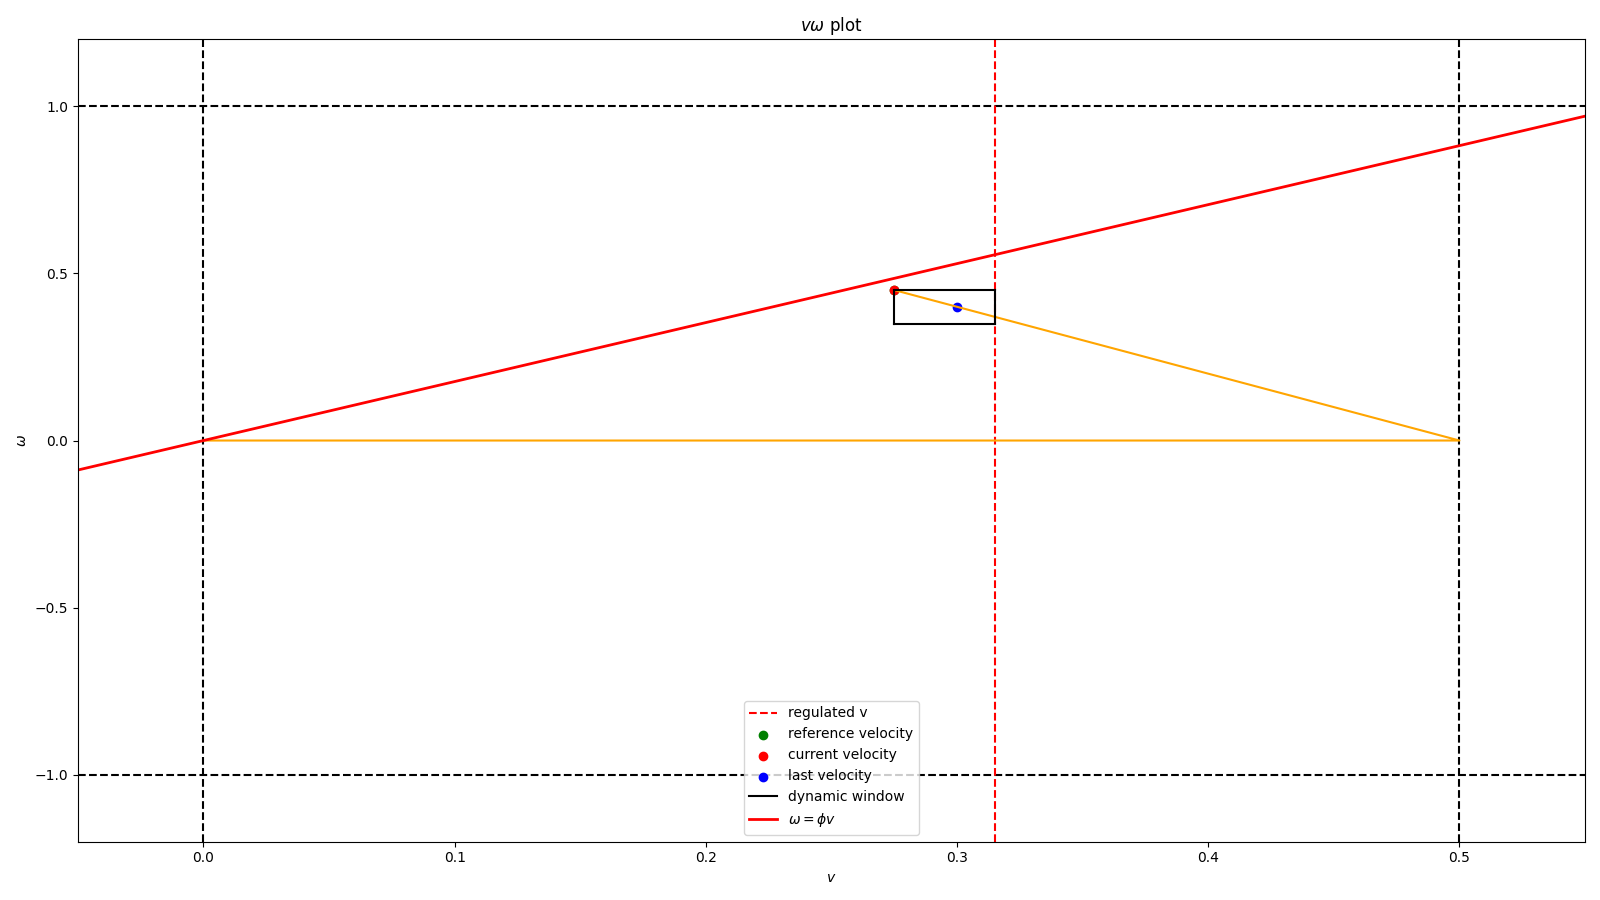 vω plot
1.0
0.5
0.0
−0.5
−1.0
ω
regulated v
reference velocity
current velocity
last velocity
dynamic window
ω = ϕv
0.0 0.1 0.2 0.3 0.4 0.5
v